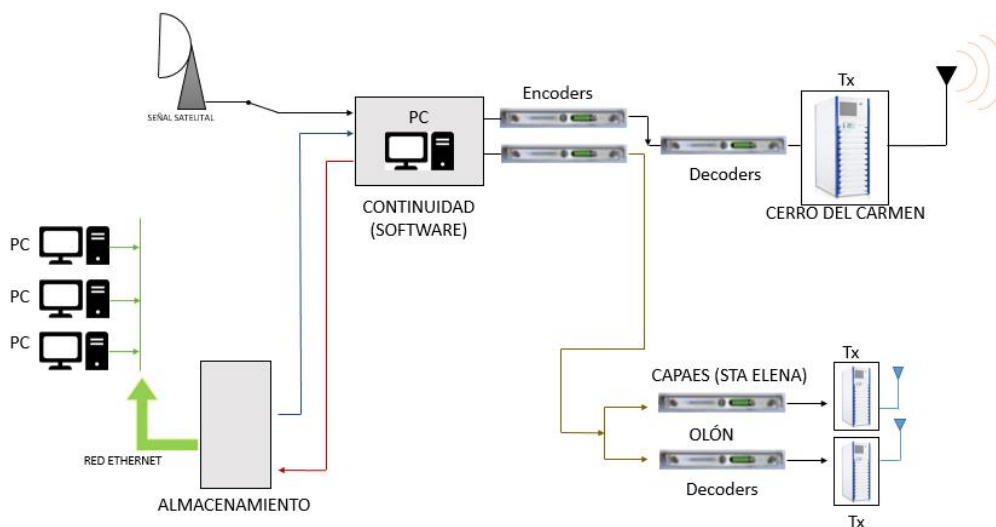 SEÑAL SATELITAL
PC
CONTINUIDAD
(SOFTWARE)
Encoders
Decoders
Tx
CERRO DEL CARMEN
PC
PC
PC
RED ETHERNET
ALMACENAMIENTO
CAPAES (STA ELENA)
OLÓN
Decoders
Tx
Tx